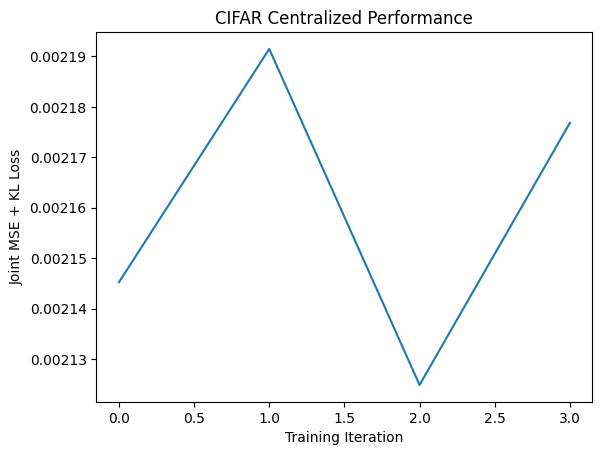 CIFAR Centralized Performance
Joint MSE + KL Loss
0.00219
0.00218
0.00217
0.00216
0.00215
0.00214
0.00213
0.0 0.5 1.0 1.5 2.0 2.5 3.0
Training Iteration